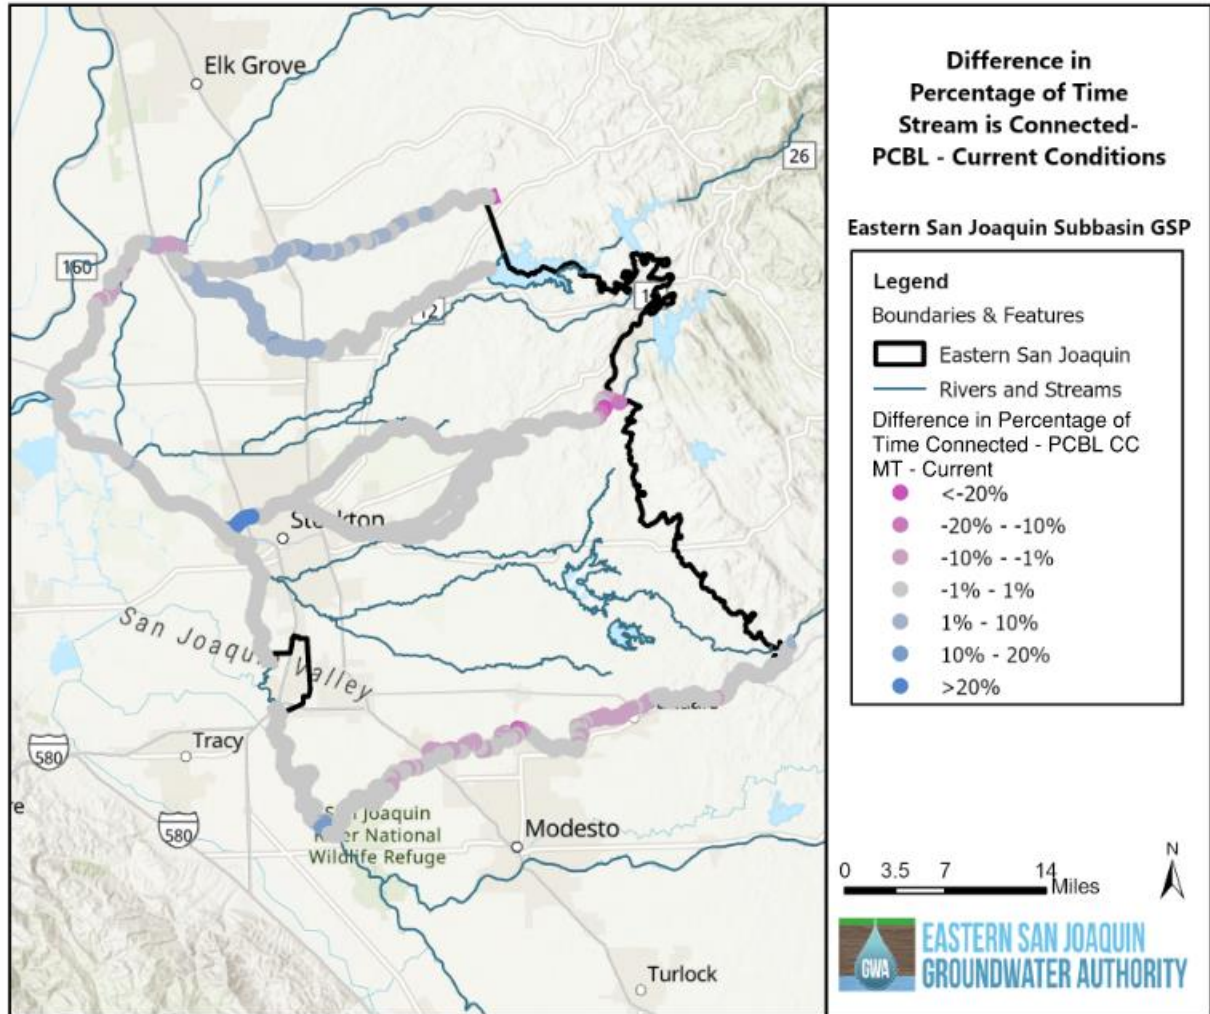 Elk Grove
26
160
12
Stockton
San Joaquin Valley
Tracy
580
580
San Joaquin
River National
Wildlife Refuge
Modesto
Turlock
Difference in
Percentage of Time
Stream is Connected-
PCBL - Current Conditions
Eastern San Joaquin Subbasin GSP
Legend
Boundaries & Features
Eastern San Joaquin
Rivers and Streams
Difference in Percentage of
Time Connected - PCBL CC
MT - Current
<-20%
-20% - -10%
-10% - -1%
-1% - 1%
1% - 10%
10% - 20%
>20%
N
0 3.5 7 14
Miles
GWA
EASTERN SAN JOAQUIN
GROUNDWATER AUTHORITY